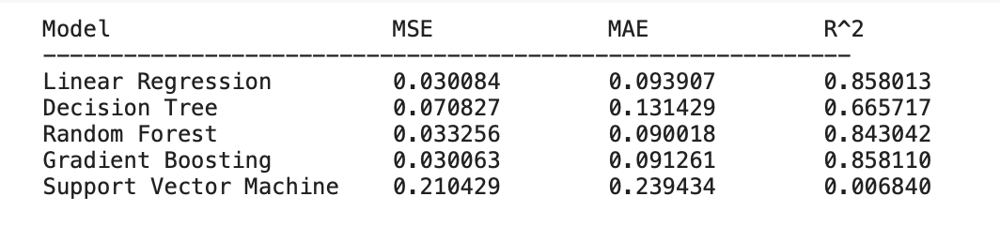 Model MSE MAE R^2
------------------------------------------------------------
Linear Regression 0.030084 0.093907 0.858013
Decision Tree 0.070827 0.131429 0.665717
Random Forest 0.033256 0.090018 0.843042
Gradient Boosting 0.030063 0.091261 0.858110
Support Vector Machine 0.210429 0.239434 0.006840